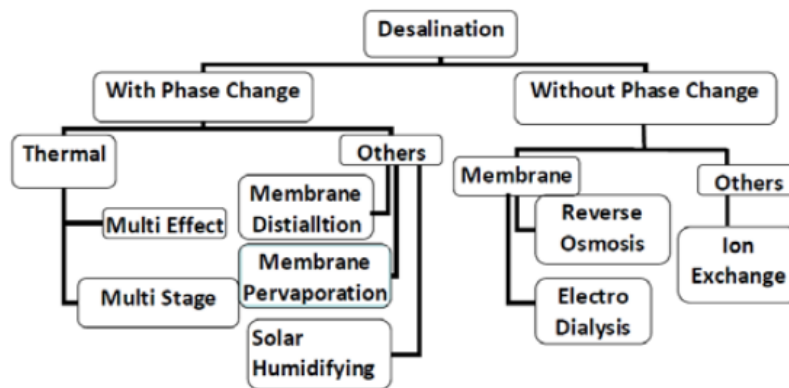 Desalination
With Phase Change
Without Phase Change
Thermal
Others
Membrane
Others
Multi Effect
Multi Stage
Membrane
Distialltion
Membrane
Pervaporation
Solar
Humidifying
Reverse
Osmosis
Electro
Dialysis
Ion
Exchange